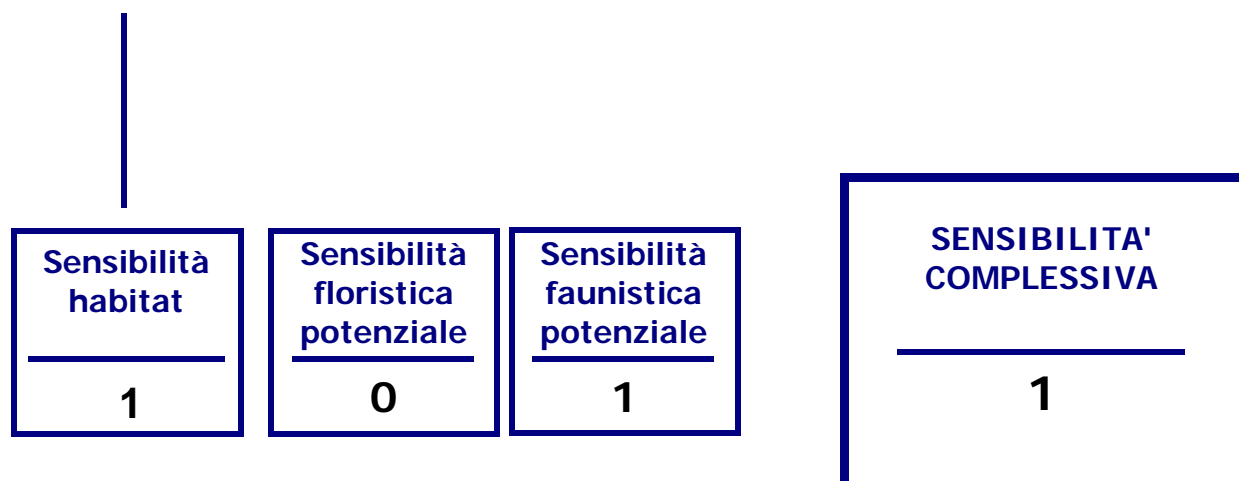 Sensibilità
habitat
1
Sensibilità
floristica
potenziale
0
Sensibilità
faunistica
potenziale
1
SENSIBILITA'
COMPLESSIVA
1